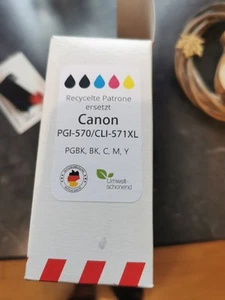 Recycelte Patrone
ersetzt
Canon
PGI-570/CLI-571XL
PGBK, BK, C, M, Y
Umwelt-
schonend